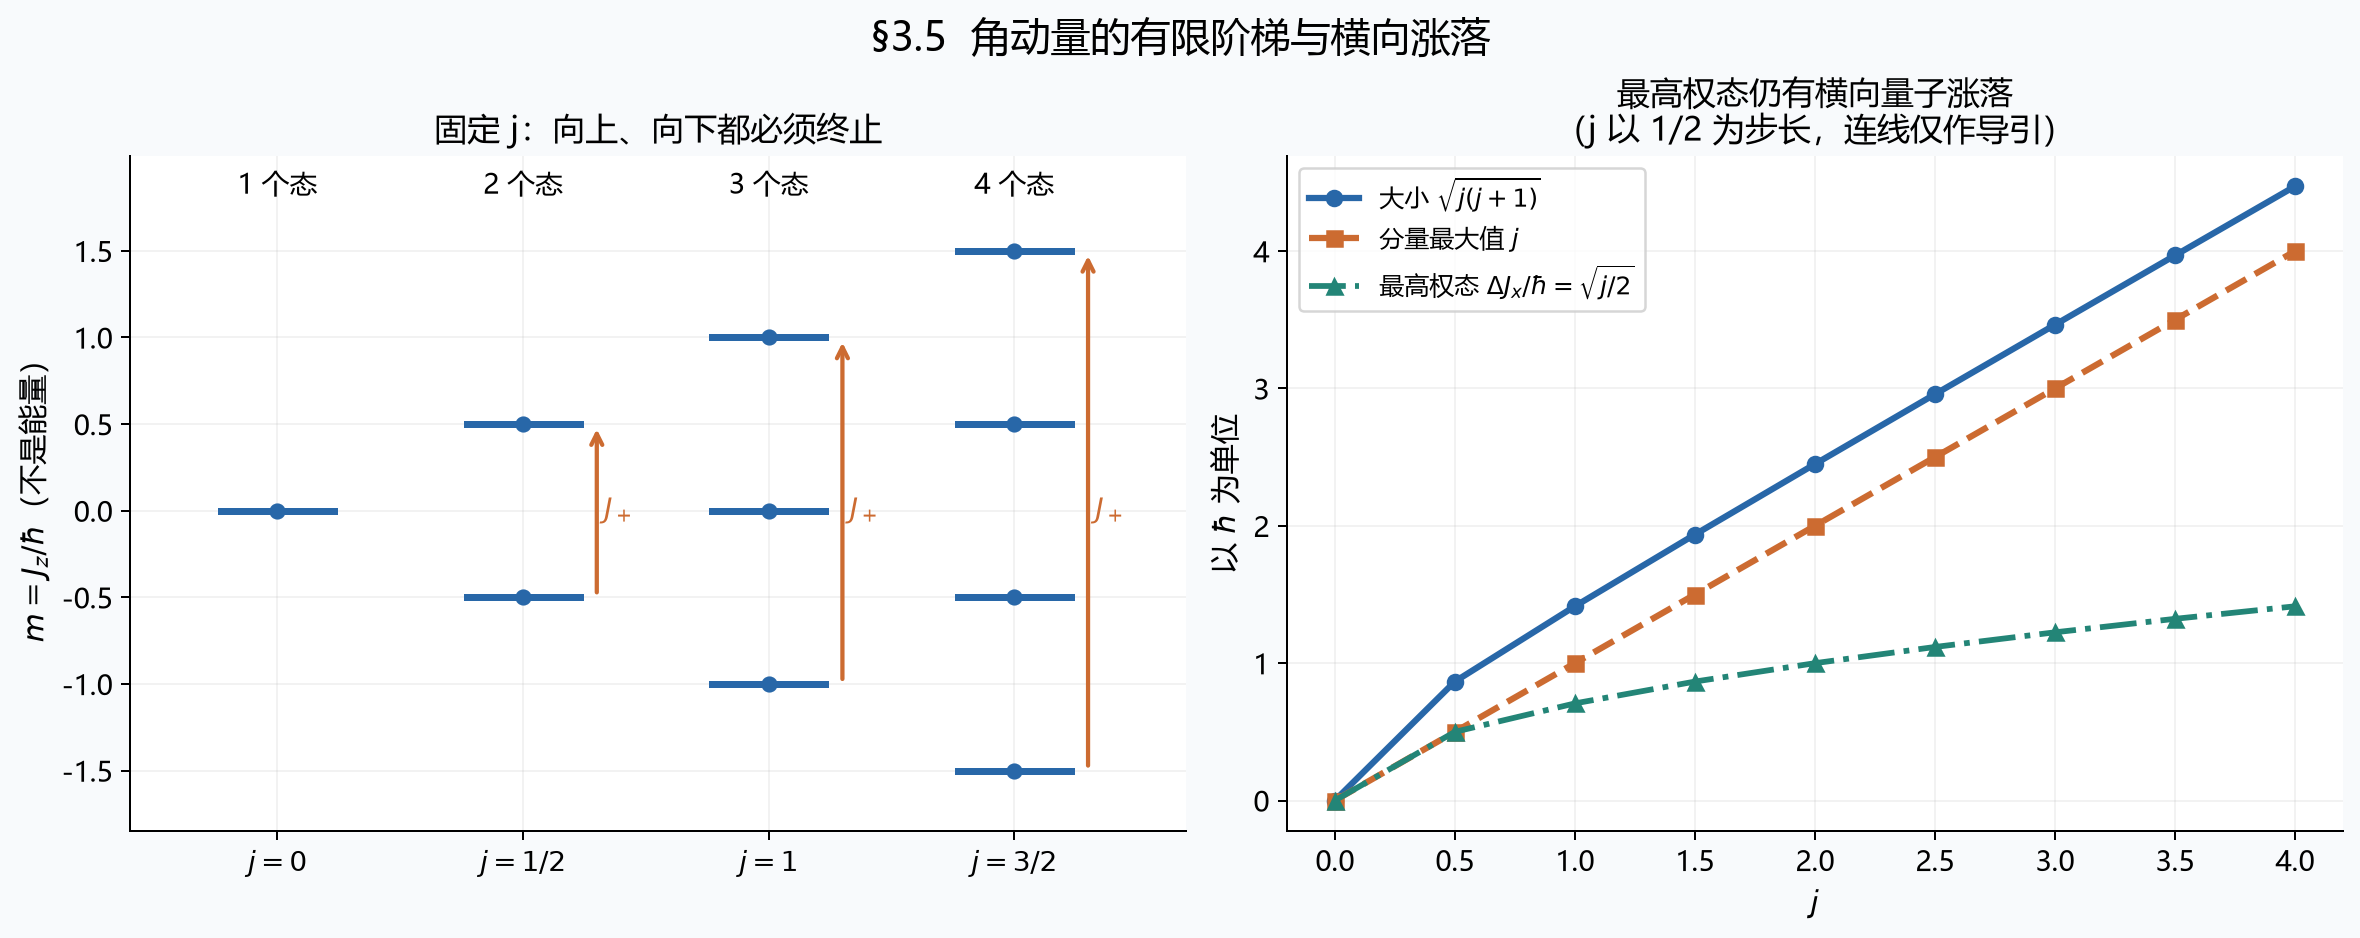 §3.5 角动量的有限阶梯与横向涨落
固定 j：向上、向下都必须终止
1 个态
2 个态
3 个态
4 个态
1.5
1.0
0.5
0.0
-0.5
-1.0
-1.5
m = J_z/ħ（不是能量）
J_+
J_+
J_+
j = 0
j = 1/2
j = 1
j = 3/2
最高权态仍有横向量子涨落
(j 以 1/2 为步长，连线仅作导引)
大小 √j(j + 1)
分量最大值 j
最高权态 ΔJ_x/ħ = √j/2
4
3
2
1
0
以 ħ 为单位
0.0
0.5
1.0
1.5
2.0
2.5
3.0
3.5
4.0
j